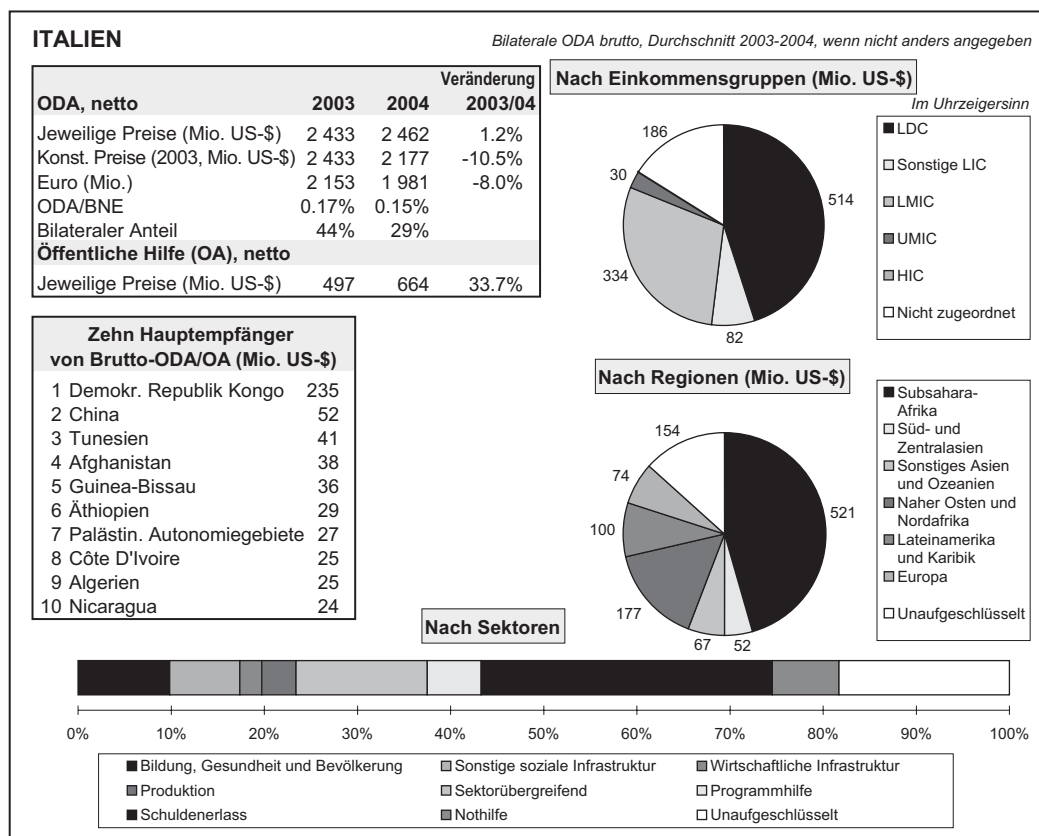 ITALIEN
Bilaterale ODA brutto, Durchschnitt 2003-2004, wenn nicht anders angegeben
Veränderung
ODA, netto 2003 2004 2003/04
Jeweilige Preise (Mio. US-$) 2 433 2 462 1.2%
Konst. Preise (2003, Mio. US-$) 2 433 2 177 -10.5%
Euro (Mio.) 2 153 1 981 -8.0%
ODA/BNE 0.17% 0.15%
Bilateraler Anteil 44% 29%
Öffentliche Hilfe (OA), netto
Jeweilige Preise (Mio. US-$) 497 664 33.7%
Zehn Hauptempfänger
von Brutto-ODA/OA (Mio. US-$)
1 Demokr. Republik Kongo 235
2 China 52
3 Tunesien 41
4 Afghanistan 38
5 Guinea-Bissau 36
6 Äthiopien 29
7 Palästin. Autonomiegebiete 27
8 Côte D'Ivoire 25
9 Algerien 25
10 Nicaragua 24
Nach Einkommensgruppen (Mio. US-$)
Im Uhrzeigersinn
186
30
514
334
82
LDC
Sonstige LIC
LMIC
UMIC
HIC
Nicht zugeordnet
Nach Regionen (Mio. US-$)
154
74
521
100
177
67
52
Subsahara-
Afrika
Süd- und
Zentralasien
Sonstiges Asien
und Ozeanien
Naher Osten und
Nordafrika
Lateinamerika
und Karibik
Europa
Unaufgeschlüsselt
Nach Sektoren
0% 10% 20% 30% 40% 50% 60% 70% 80% 90% 100%
Bildung, Gesundheit und Bevölkerung Sonstige soziale Infrastruktur Wirtschaftliche Infrastruktur
Produktion Sektorübergreifend Programmhilfe
Schuldenerlass Nothilfe Unaufgeschlüsselt